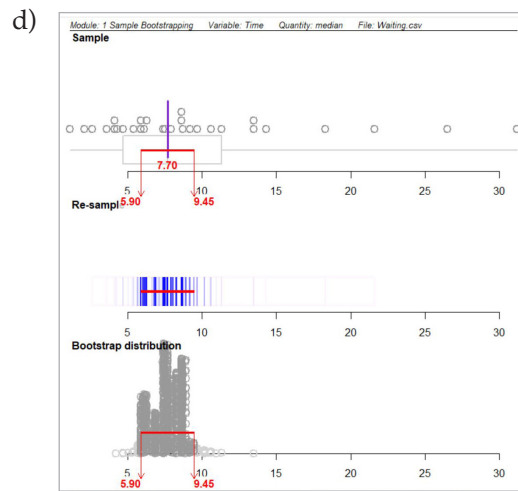 d)
Module: 1 Sample Bootstrapping Variable: Time Quantity: median File: Waiting.csv
Sample
7.70
5 10 15 20 25 30
5.90 9.45
Re-sample
5 10 15 20 25 30
Bootstrap distribution
5 10 15 20 25 30
5.90 9.45